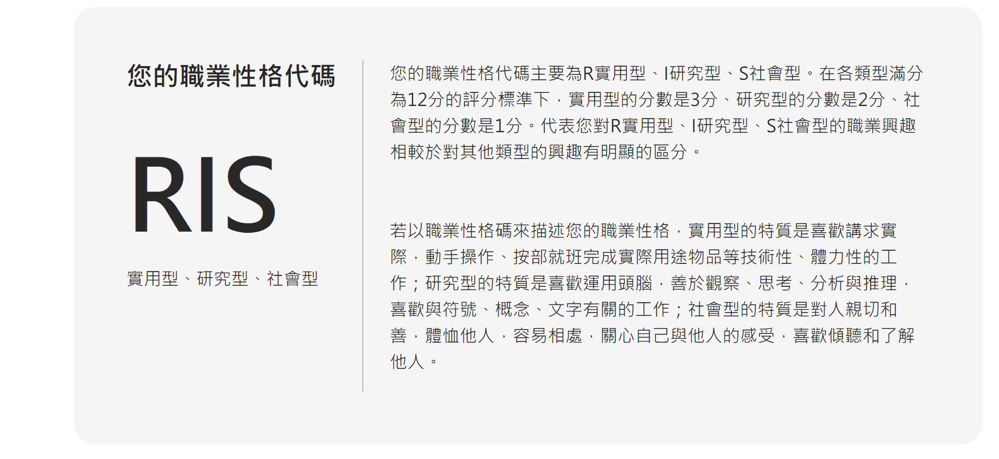 您的職業性格代碼
RIS
實用型、研究型、社會型
您的職業性格代碼主要為R實用型、I研究型、S社會型。在各類型滿分
為12分的評分標準下，實用型的分數是3分、研究型的分數是2分、社
會型的分數是1分。代表您對R實用型、I研究型、S社會型的職業興趣
相較於對其他類型的興趣有明顯的區分。
若以職業性格碼來描述您的職業性格，實用型的特質是喜歡講求實
際，動手操作、按部就班完成實際用途物品等技術性、體力性的工
作；研究型的特質是喜歡運用頭腦，善於觀察、思考、分析與推理，
喜歡與符號、概念、文字有關的工作；社會型的特質是對人親切和
善，體恤他人，容易相處，關心自己與他人的感受，喜歡傾聽和了解
他人。